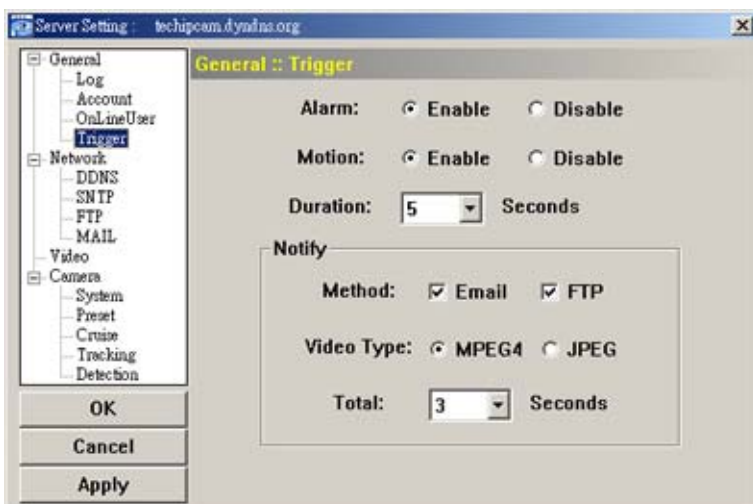 Server Setting : techipcam.dyndns.org
General
Log
Account
OnLineUser
Trigger
Network
DDNS
SNTP
FTP
MAIL
Video
Camera
System
Preset
Cruise
Tracking
Detection
OK
Cancel
Apply
General :: Trigger
Alarm: Enable Disable
Motion: Enable Disable
Duration: 5 Seconds
Notify
Method: Email FTP
Video Type: MPEG4 JPEG
Total: 3 Seconds